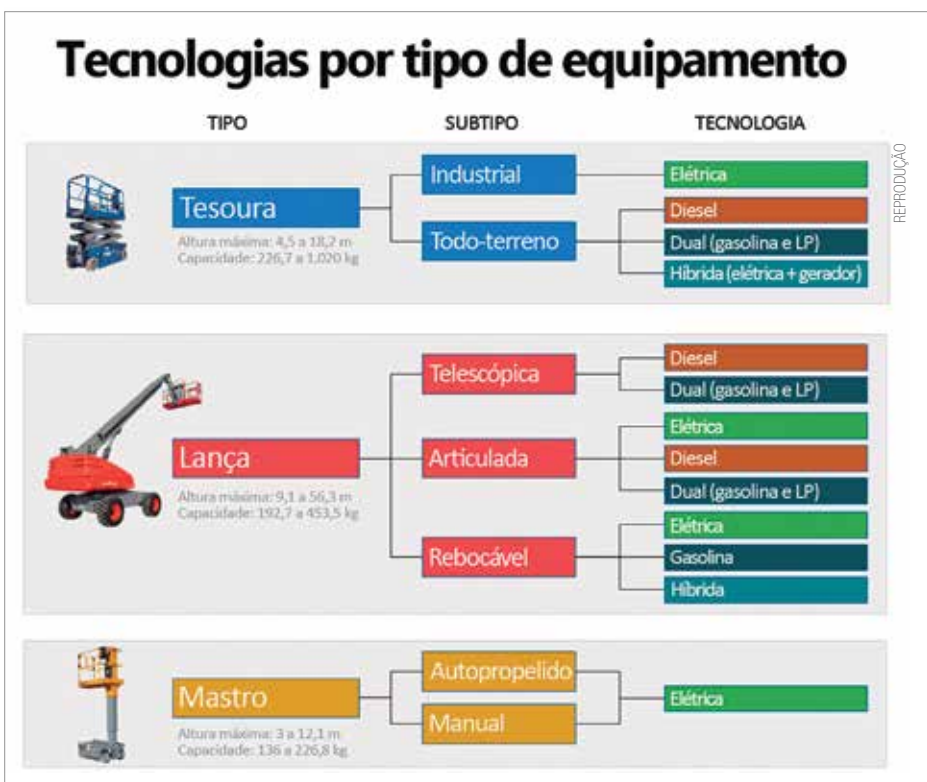 Tecnologias por tipo de equipamento
TIPO
SUBTIPO
TECNOLOGIA
REPRODUÇÃO
Tesoura
Altura máxima: 4,5 a 18,2 m
Capacidade: 226,7 a 1,020 kg
Industrial
Todo-terreno
Elétrica
Diesel
Dual (gasolina e LP)
Híbrida (elétrica + gerador)
Lança
Altura máxima: 9,1 a 56,3 m
Capacidade: 192,7 a 453,5 kg
Telescópica
Diesel
Dual (gasolina e LP)
Articulada
Elétrica
Diesel
Dual (gasolina e LP)
Rebocável
Elétrica
Gasolina
Híbrida
Mastro
Altura máxima: 3 a 12,1 m
Capacidade: 136 a 226,8 kg
Autopropelido
Manual
Elétrica